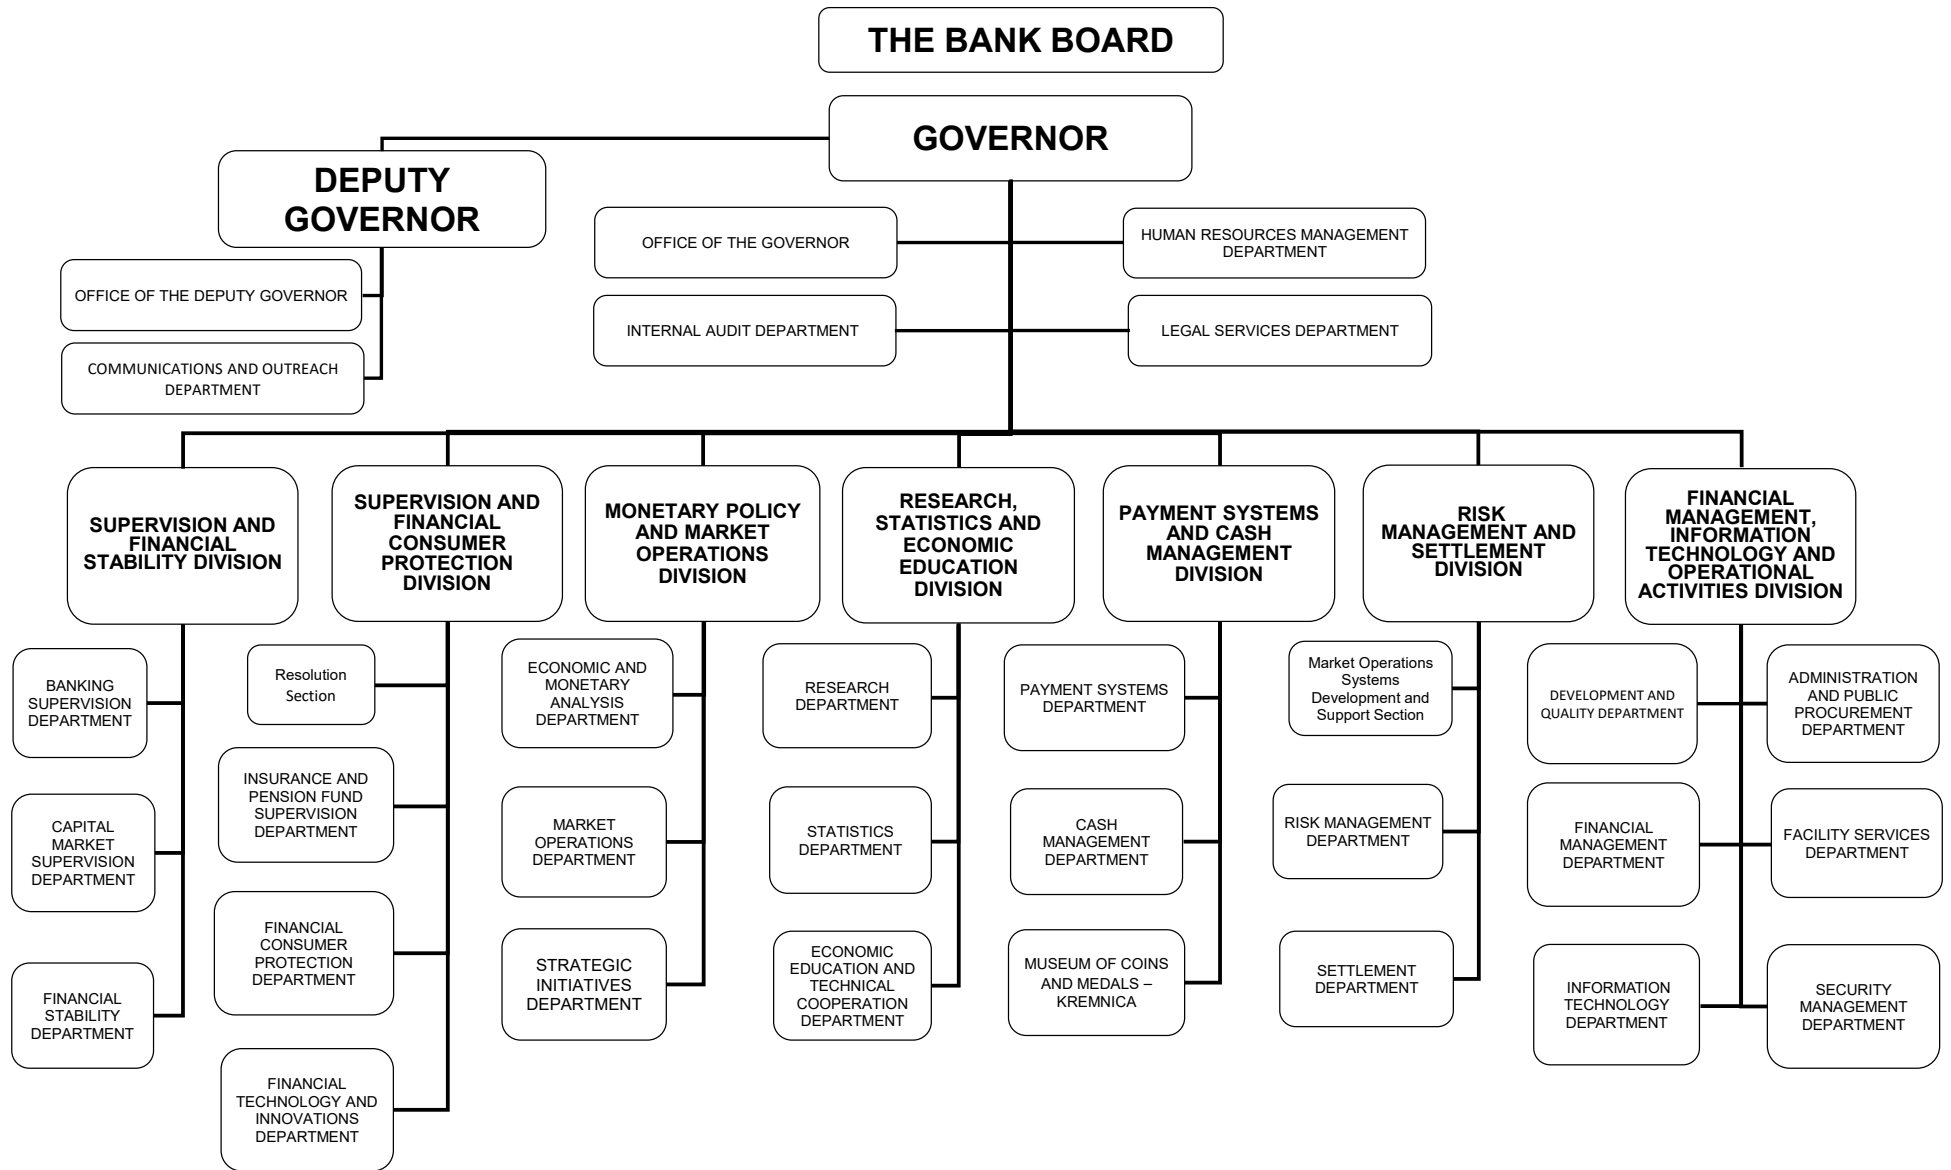 THE BANK BOARD
GOVERNOR
DEPUTY
GOVERNOR
OFFICE OF THE GOVERNOR
HUMAN RESOURCES MANAGEMENT
DEPARTMENT
OFFICE OF THE DEPUTY GOVERNOR
INTERNAL AUDIT DEPARTMENT
LEGAL SERVICES DEPARTMENT
COMMUNICATIONS AND OUTREACH
DEPARTMENT
SUPERVISION AND
FINANCIAL
STABILITY DIVISION
SUPERVISION AND
FINANCIAL
CONSUMER
PROTECTION
DIVISION
MONETARY POLICY
AND MARKET
OPERATIONS
DIVISION
RESEARCH,
STATISTICS AND
ECONOMIC
EDUCATION
DIVISION
PAYMENT SYSTEMS
AND CASH
MANAGEMENT
DIVISION
RISK
MANAGEMENT AND
SETTLEMENT
DIVISION
FINANCIAL
MANAGEMENT,
INFORMATION
TECHNOLOGY AND
OPERATIONAL
ACTIVITIES DIVISION
BANKING
SUPERVISION
DEPARTMENT
CAPITAL
MARKET
SUPERVISION
DEPARTMENT
FINANCIAL
STABILITY
DEPARTMENT
Resolution
Section
INSURANCE AND
PENSION FUND
SUPERVISION
DEPARTMENT
FINANCIAL
CONSUMER
PROTECTION
DEPARTMENT
FINANCIAL
TECHNOLOGY AND
INNOVATIONS
DEPARTMENT
ECONOMIC AND
MONETARY
ANALYSIS
DEPARTMENT
MARKET
OPERATIONS
DEPARTMENT
STRATEGIC
INITIATIVES
DEPARTMENT
RESEARCH
DEPARTMENT
STATISTICS
DEPARTMENT
ECONOMIC
EDUCATION AND
TECHNICAL
COOPERATION
DEPARTMENT
PAYMENT SYSTEMS
DEPARTMENT
CASH
MANAGEMENT
DEPARTMENT
MUSEUM OF COINS
AND MEDALS –
KREMNICA
Market Operations
Systems
Development and
Support Section
RISK MANAGEMENT
DEPARTMENT
SETTLEMENT
DEPARTMENT
DEVELOPMENT AND
QUALITY DEPARTMENT
FINANCIAL
MANAGEMENT
DEPARTMENT
INFORMATION
TECHNOLOGY
DEPARTMENT
ADMINISTRATION
AND PUBLIC
PROCUREMENT
DEPARTMENT
FACILITY SERVICES
DEPARTMENT
SECURITY
MANAGEMENT
DEPARTMENT